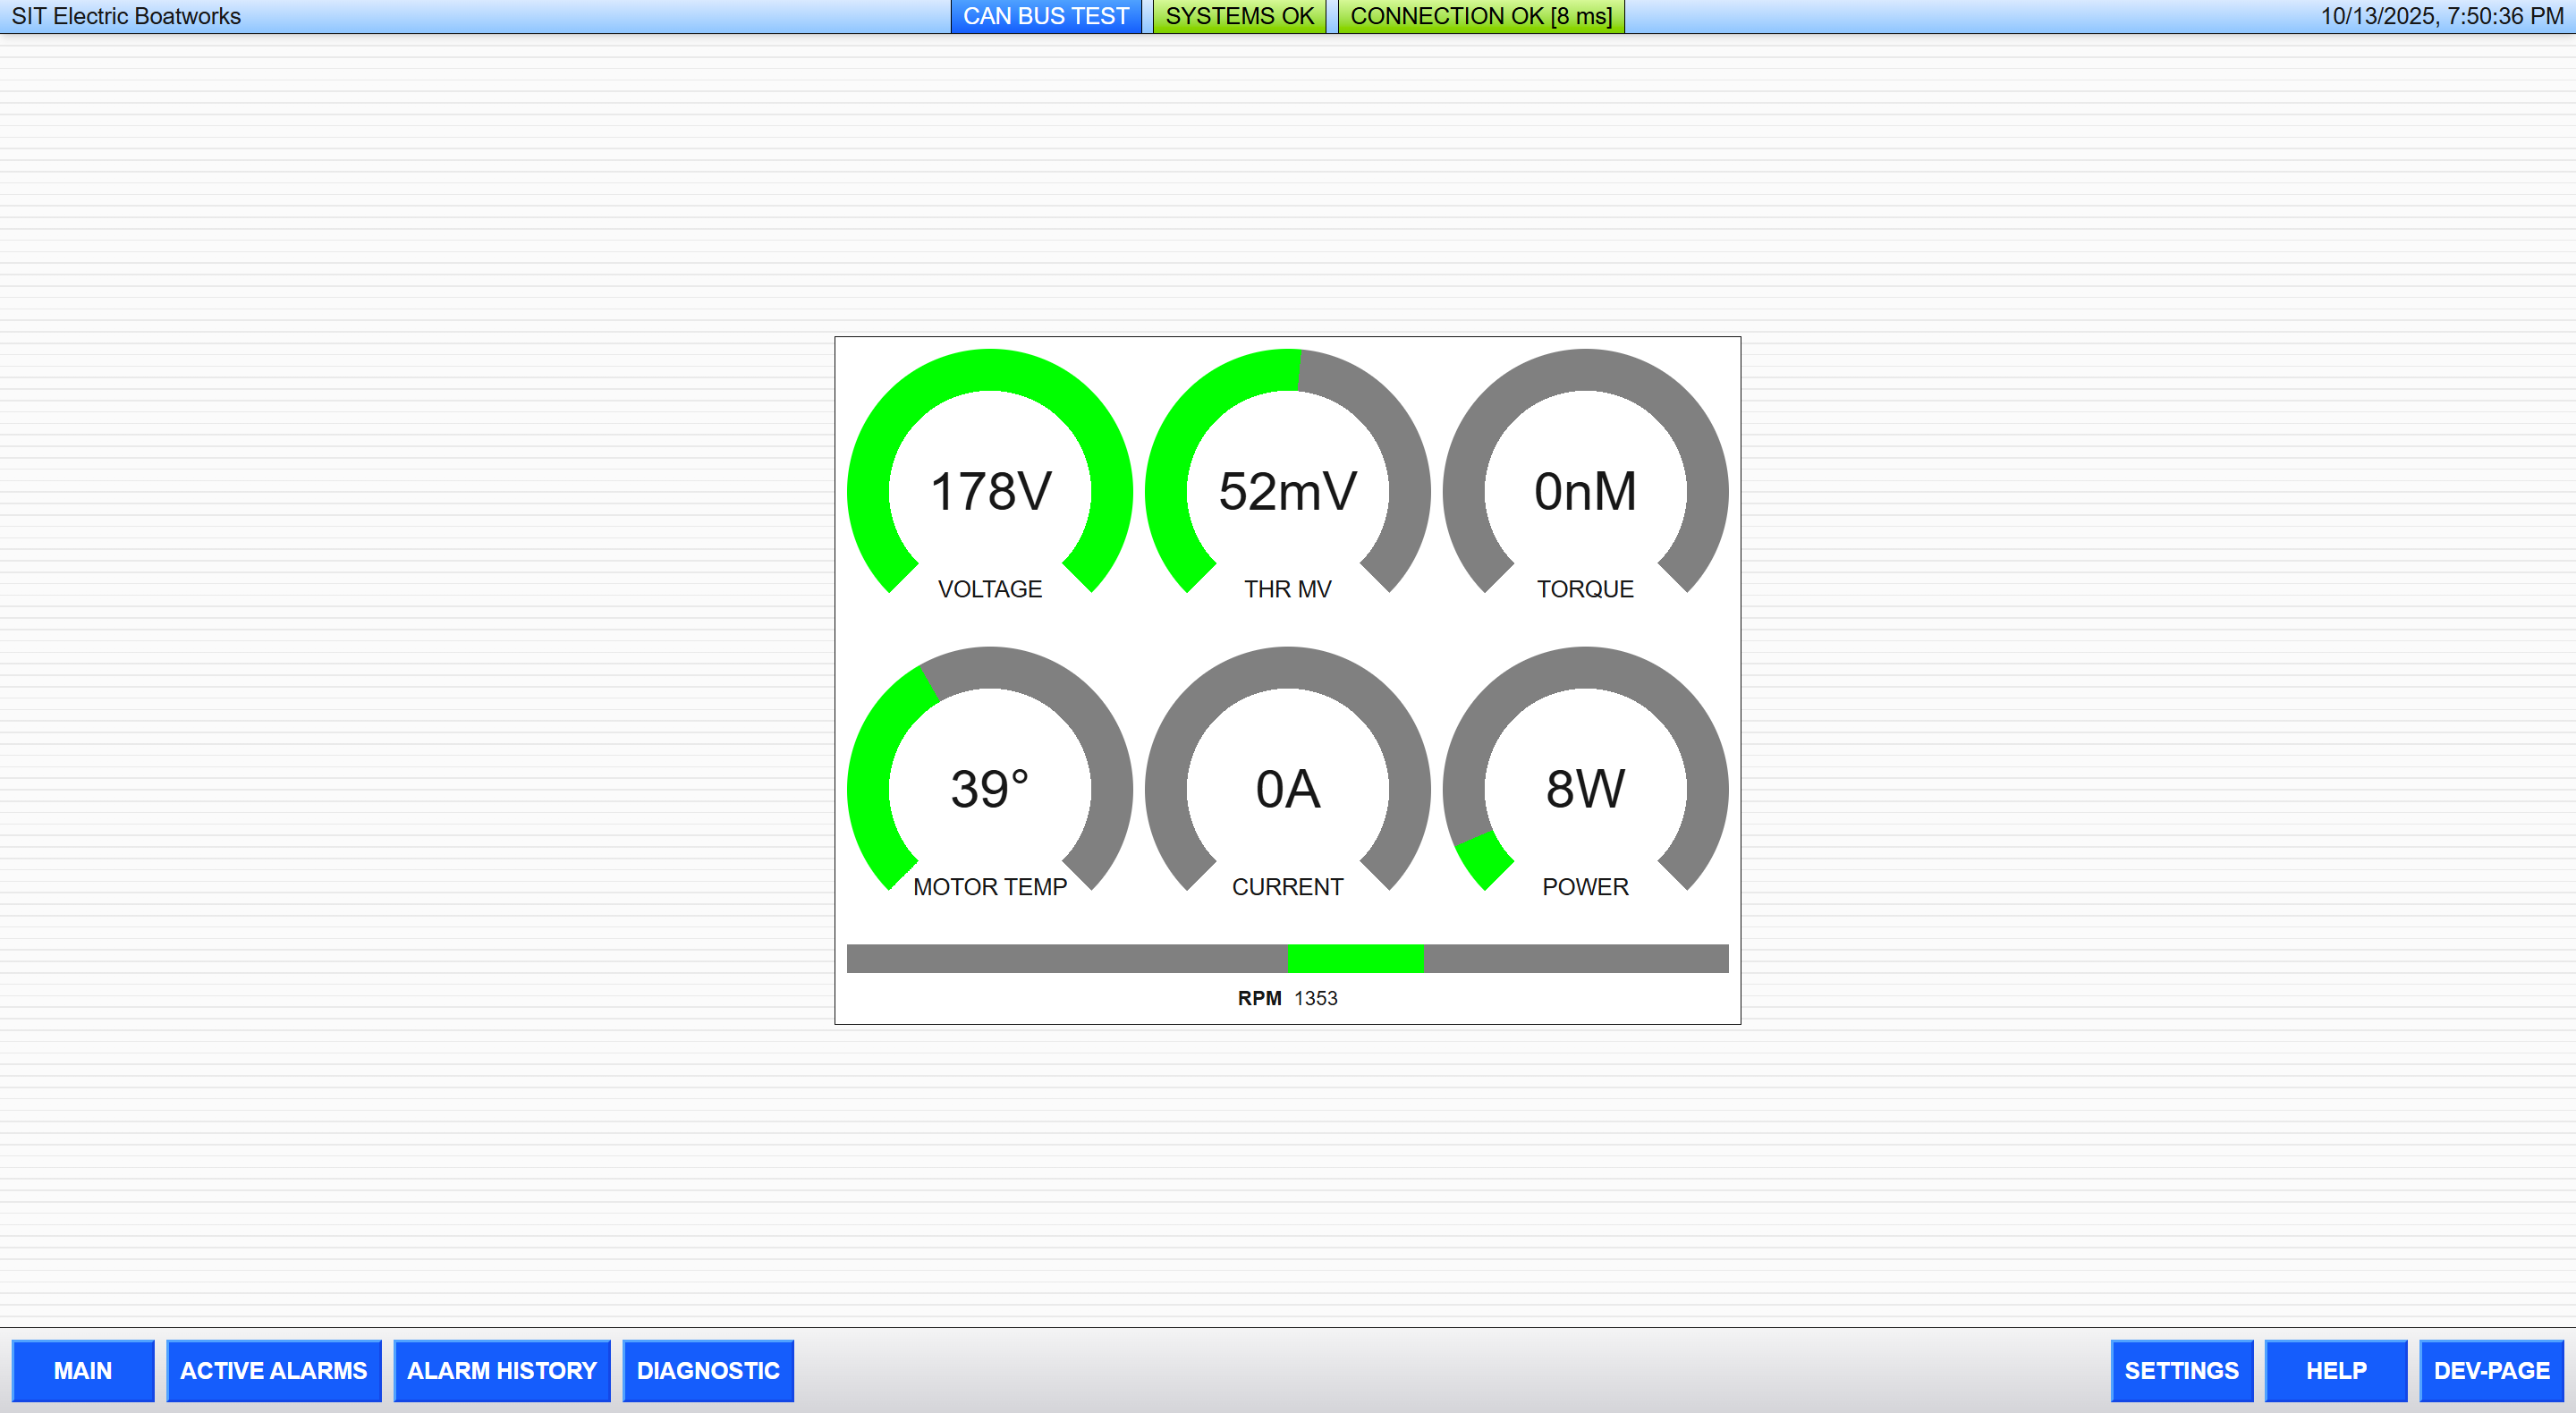 SIT Electric Boatworks
CAN BUS TEST
SYSTEMS OK
CONNECTION OK [8 ms]
10/13/2025, 7:50:36 PM
178V
VOLTAGE
52mV
THR MV
0nM
TORQUE
39°
MOTOR TEMP
0A
CURRENT
8W
POWER
RPM 1353
MAIN
ACTIVE ALARMS
ALARM HISTORY
DIAGNOSTIC
SETTINGS
HELP
DEV-PAGE